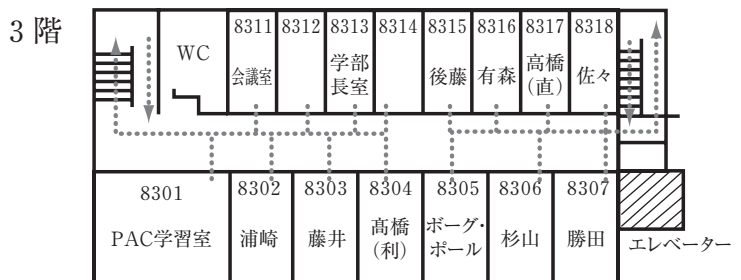 3 階
WC
8311
会議室
8312
8313
学部
長室
8314
8315
後藤
8316
有森
8317
高橋
(直)
8318
佐々
8301
PAC学習室
8302
浦崎
8303
藤井
8304
髙橋
(利)
8305
ボーグ・
ポール
8306
杉山
8307
勝田
エレベーター